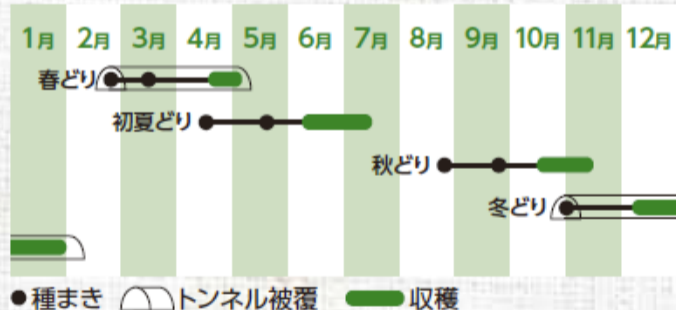 1月 2月 3月 4月 5月 6月 7月 8月 9月 10月 11月 12月
春どり
初夏どり
秋どり
冬どり
種まき トンネル被覆 収穫